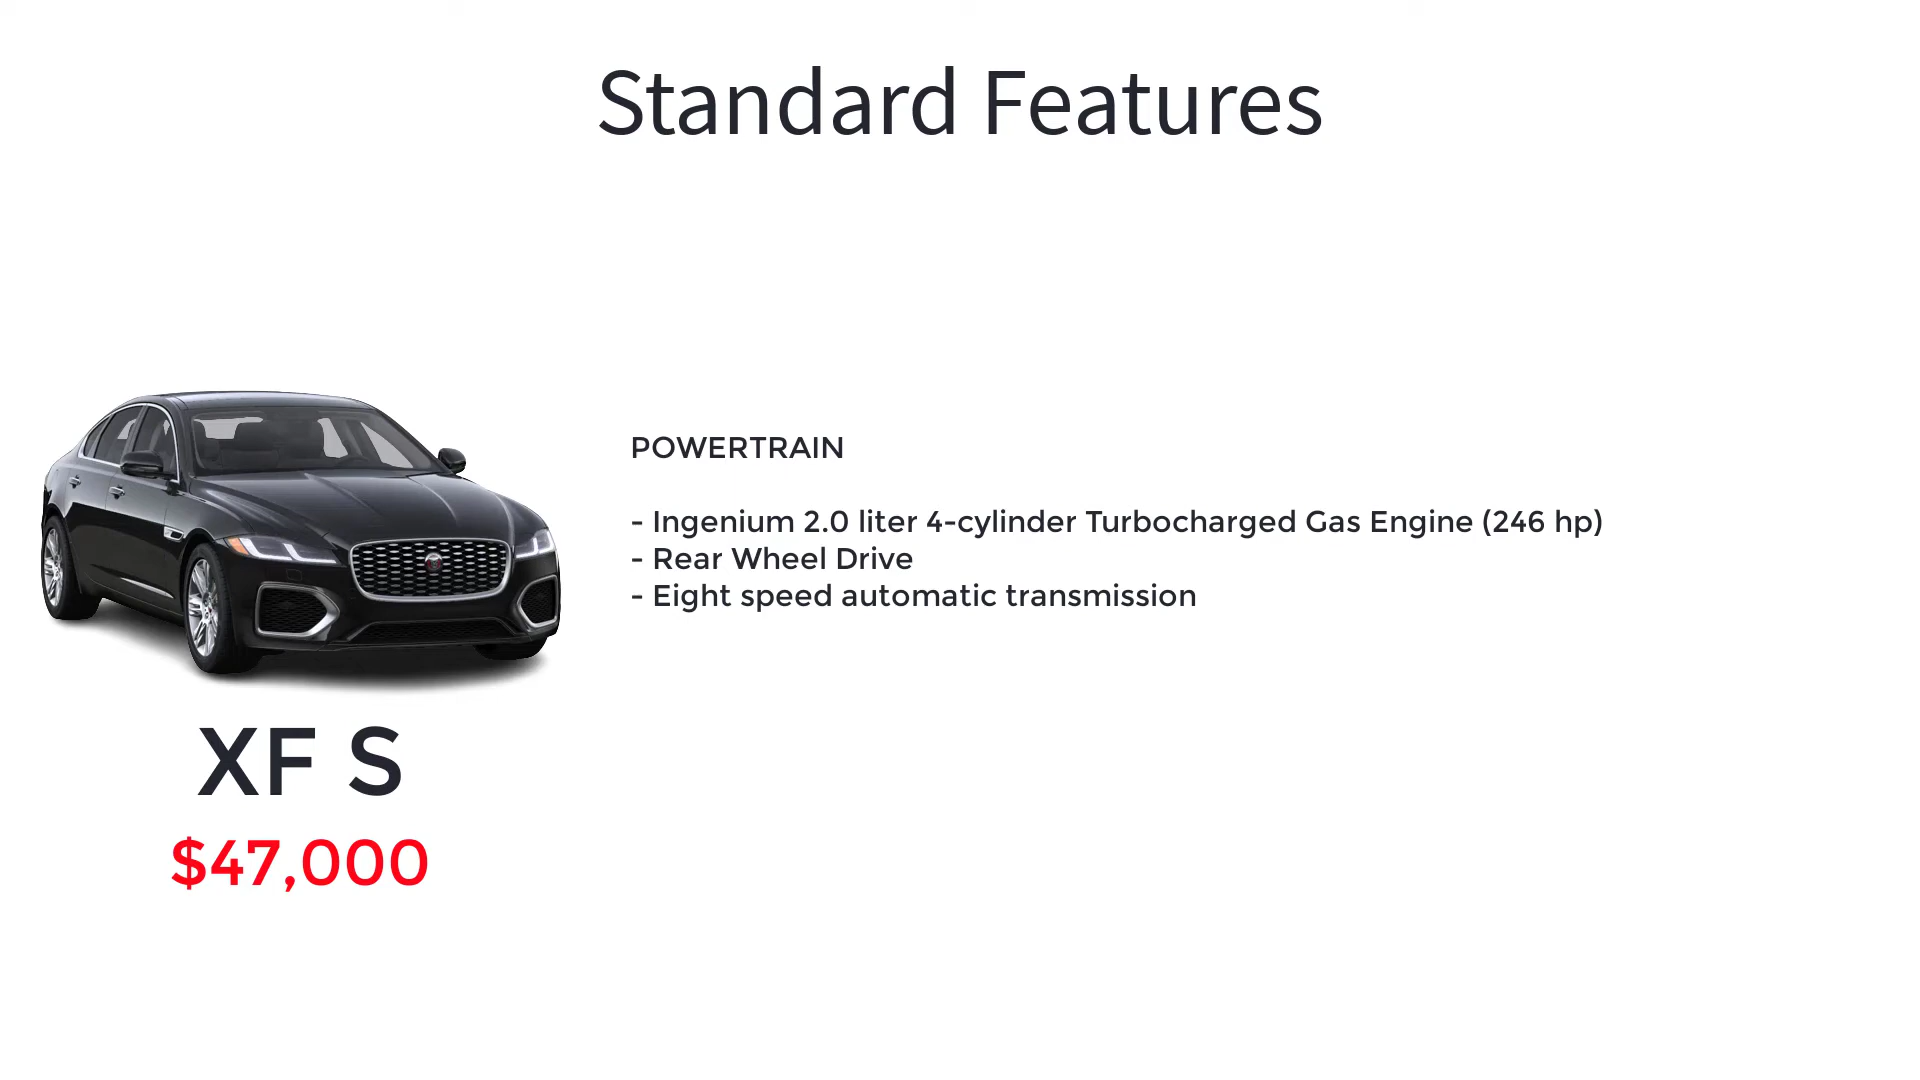 Standard Features
POWERTRAIN
- Ingenium 2.0 liter 4-cylinder Turbocharged Gas Engine (246 hp)
- Rear Wheel Drive
- Eight speed automatic transmission
XF S
$47,000